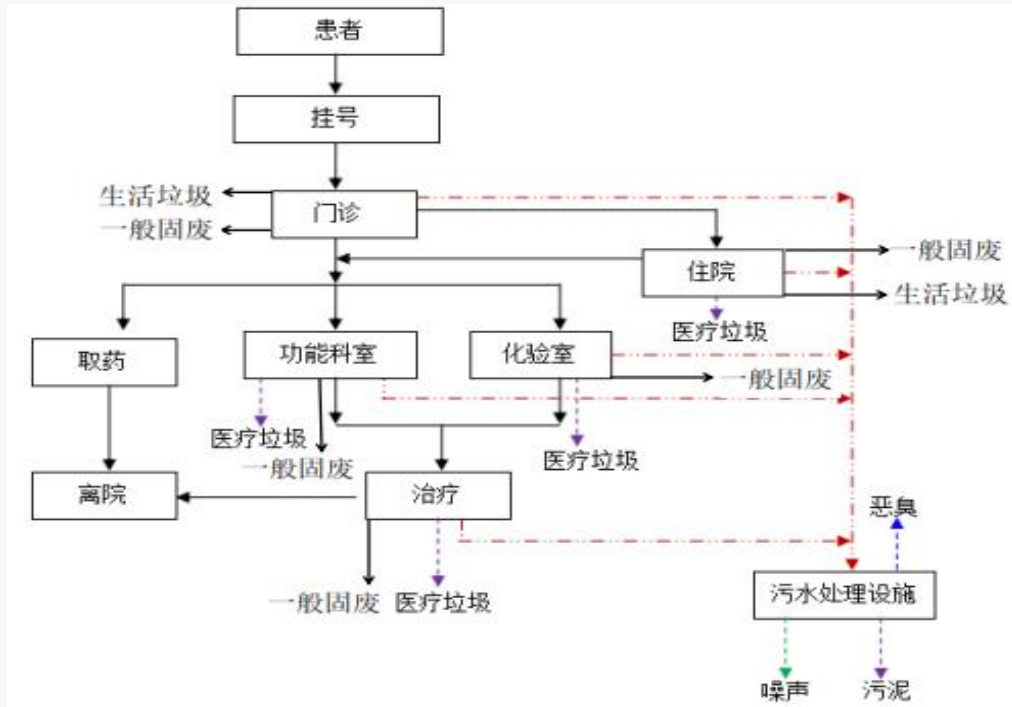 患者
挂号
生活垃圾
一般固废
门诊
住院
一般固废
生活垃圾
医疗垃圾
取药
功能科室
化验室
一般固废
医疗垃圾
一般固废
医疗垃圾
离院
治疗
恶臭
一般固废
医疗垃圾
污水处理设施
噪声
污泥